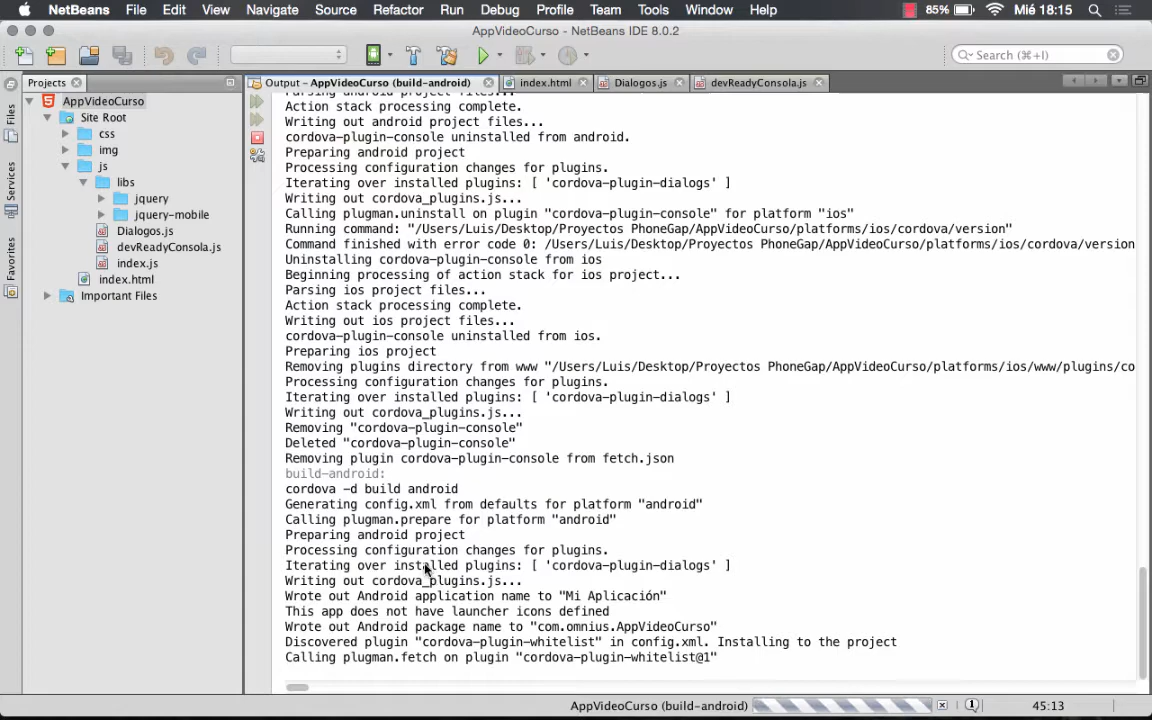 NetBeans File Edit View Navigate Source Refactor Run Debug Profile Team Tools Window Help 85% Mié 18:15
AppVideoCurso - NetBeans IDE 8.0.2
Search (⌘+I)
Projects
Output - AppVideoCurso (build-android) index.html Dialogos.js devReadyConsola.js
Files
Services
Favorites
AppVideoCurso
Site Root
css
img
js
libs
jquery
jquery-mobile
Dialogos.js
devReadyConsola.js
index.js
index.html
Important Files
Parsing android project files...
Action stack processing complete.
Writing out android project files...
cordova-plugin-console uninstalled from android.
Preparing android project
Processing configuration changes for plugins.
Iterating over installed plugins: [ 'cordova-plugin-dialogs' ]
Writing out cordova_plugins.js...
Calling plugman.uninstall on plugin "cordova-plugin-console" for platform "ios"
Running command: "/Users/Luis/Desktop/Proyectos PhoneGap/AppVideoCurso/platforms/ios/cordova/version"
Command finished with error code 0: /Users/Luis/Desktop/Proyectos PhoneGap/AppVideoCurso/platforms/ios/cordova/version
Uninstalling cordova-plugin-console from ios
Beginning processing of action stack for ios project...
Parsing ios project files...
Action stack processing complete.
Writing out ios project files...
cordova-plugin-console uninstalled from ios.
Preparing ios project
Removing plugins directory from www "/Users/Luis/Desktop/Proyectos PhoneGap/AppVideoCurso/platforms/ios/www/plugins/co
Processing configuration changes for plugins.
Iterating over installed plugins: [ 'cordova-plugin-dialogs' ]
Writing out cordova_plugins.js...
Removing "cordova-plugin-console"
Deleted "cordova-plugin-console"
Removing plugin cordova-plugin-console from fetch.json
build-android:
cordova -d build android
Generating config.xml from defaults for platform "android"
Calling plugman.prepare for platform "android"
Preparing android project
Processing configuration changes for plugins.
Iterating over installed plugins: [ 'cordova-plugin-dialogs' ]
Writing out cordova_plugins.js...
Wrote out Android application name to "Mi Aplicación"
This app does not have launcher icons defined
Wrote out Android package name to "com.omnius.AppVideoCurso"
Discovered plugin "cordova-plugin-whitelist" in config.xml. Installing to the project
Calling plugman.fetch on plugin "cordova-plugin-whitelist@1"
AppVideoCurso (build-android) 1 45:13